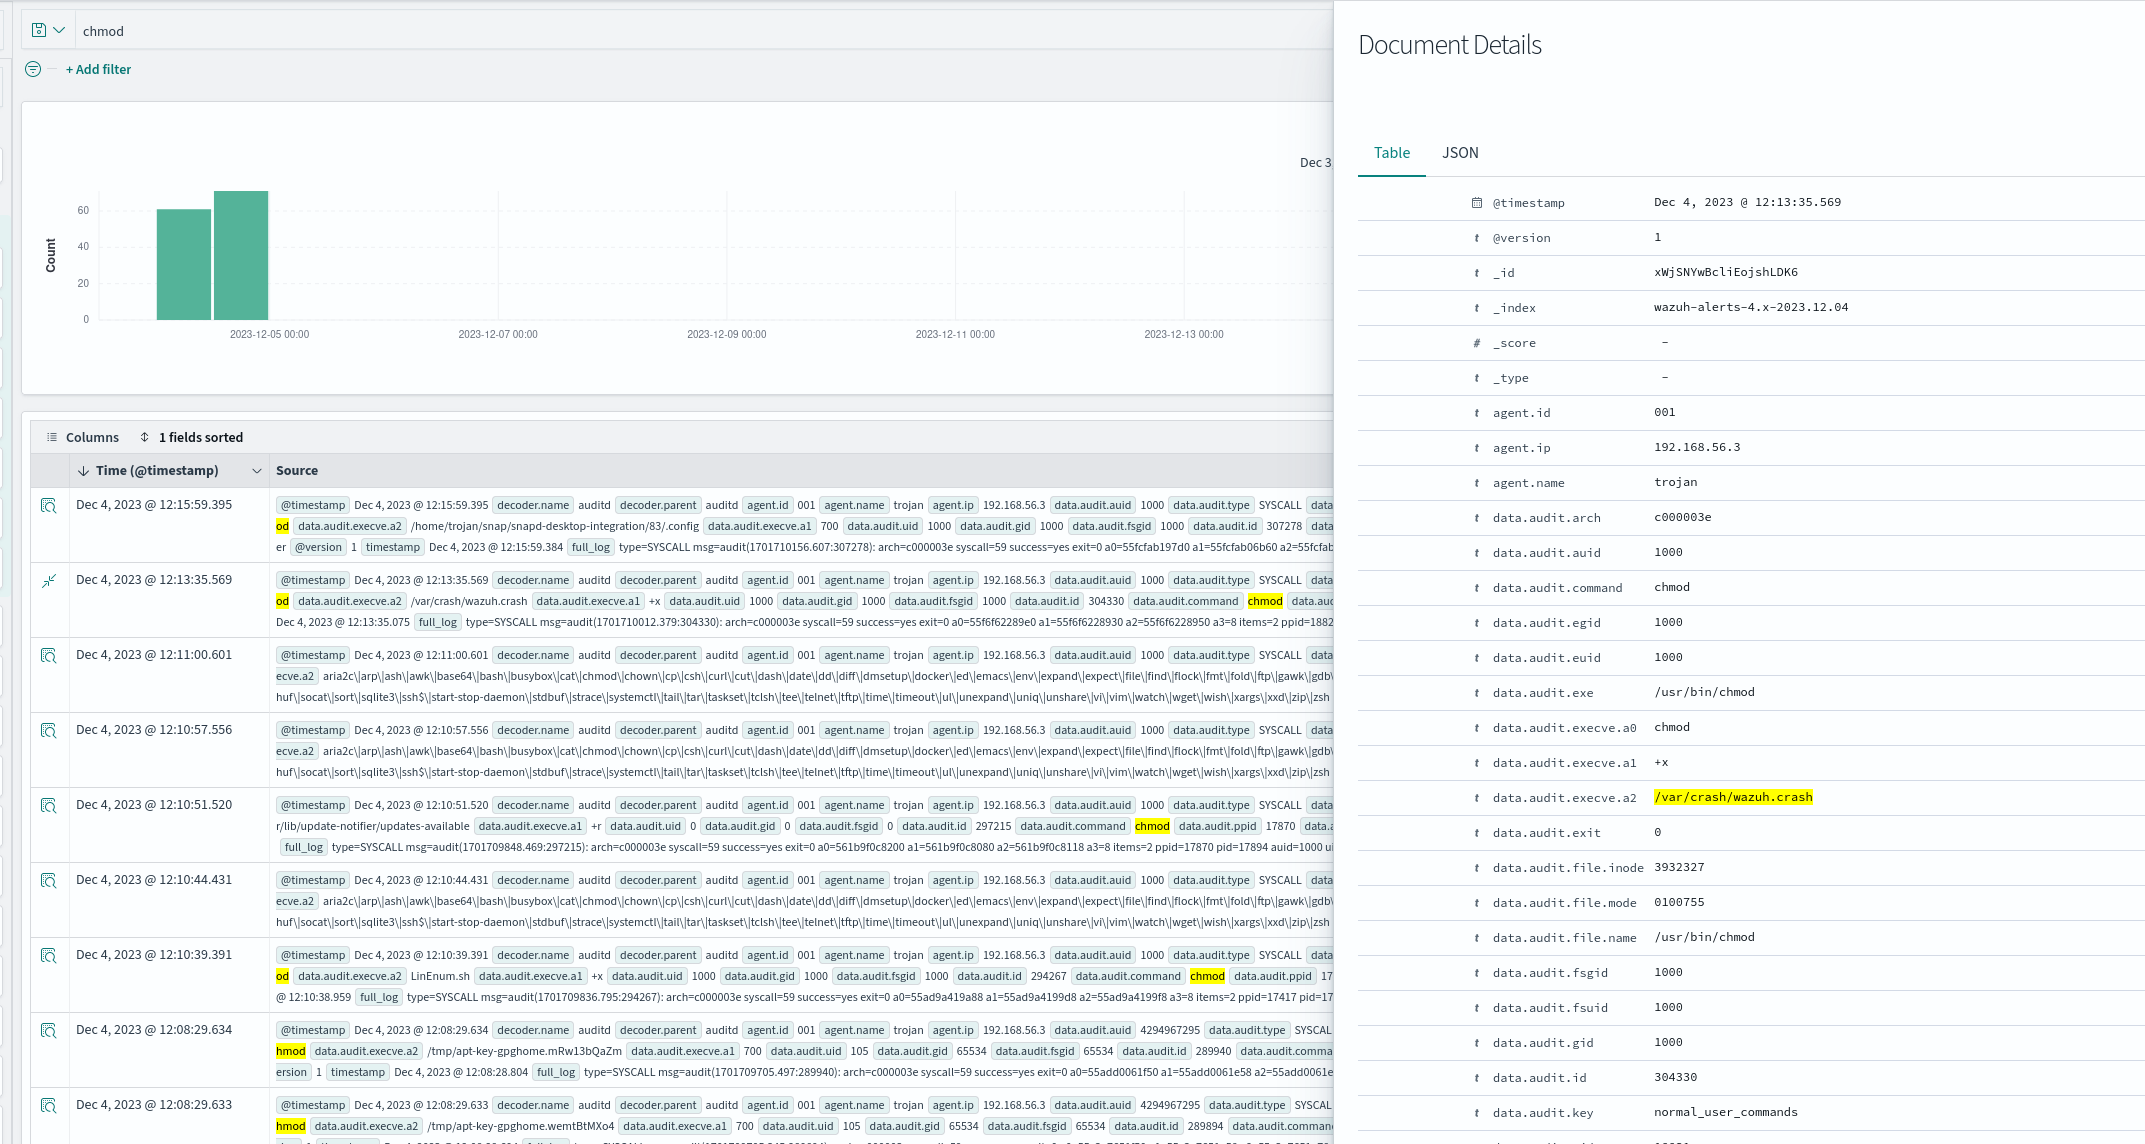 chmod
+ Add filter
Dec 3
Count
60
40
20
0
2023-12-05 00:00
2023-12-07 00:00
2023-12-09 00:00
2023-12-11 00:00
2023-12-13 00:00
Columns 1 fields sorted
Time (@timestamp) Source
Dec 4, 2023 @ 12:15:59.395 @timestamp Dec 4, 2023 @ 12:15:59.395 decoder.name auditd decoder.parent auditd agent.id 001 agent.name trojan agent.ip 192.168.56.3 data.audit.auid 1000 data.audit.type SYSCALL data
od data.audit.execve.a2 /home/trojan/snap/snapd-desktop-integration/83/.config data.audit.execve.a1 700 data.audit.uid 1000 data.audit.gid 1000 data.audit.fsgid 1000 data.audit.id 307278 data
er @version 1 timestamp Dec 4, 2023 @ 12:15:59.384 full_log type=SYSCALL msg=audit(1701710156.607:307278): arch=c000003e syscall=59 success=yes exit=0 a0=55fcfab197d0 a1=55fcfab06b60 a2=55fcfab
Dec 4, 2023 @ 12:13:35.569 @timestamp Dec 4, 2023 @ 12:13:35.569 decoder.name auditd decoder.parent auditd agent.id 001 agent.name trojan agent.ip 192.168.56.3 data.audit.auid 1000 data.audit.type SYSCALL data
od data.audit.execve.a2 /var/crash/wazuh.crash data.audit.execve.a1 +x data.audit.uid 1000 data.audit.gid 1000 data.audit.fsgid 1000 data.audit.id 304330 data.audit.command chmod data.au
Dec 4, 2023 @ 12:13:35.075 full_log type=SYSCALL msg=audit(1701710012.379:304330): arch=c000003e syscall=59 success=yes exit=0 a0=55f6f62289e0 a1=55f6f6228930 a2=55f6f6228950 a3=8 items=2 ppid=1882
Dec 4, 2023 @ 12:11:00.601 @timestamp Dec 4, 2023 @ 12:11:00.601 decoder.name auditd decoder.parent auditd agent.id 001 agent.name trojan agent.ip 192.168.56.3 data.audit.auid 1000 data.audit.type SYSCALL data
ecve.a2 aria2c\|arp\|ash\|awk\|base64\|bash\|busybox\|cat\|chmod\|chown\|cp\|csh\|curl\|cut\|dash\|date\|dd\|diff\|dmsetup\|docker\|ed\|emacs\|env\|expand\|expect\|file\|find\|flock\|fmt\|fold\|ftp\|gawk\|gdb\
huf\|socat\|sort\|sqlite3\|ssh$\|start-stop-daemon\|stdbuf\|strace\|systemctl\|tail\|tar\|taskset\|tclsh\|tee\|telnet\|tftp\|time\|timeout\|ul\|unexpand\|uniq\|unshare\|vi\|vim\|watch\|wget\|wish\|xargs\|xxd\|zip\|zsh
Dec 4, 2023 @ 12:10:57.556 @timestamp Dec 4, 2023 @ 12:10:57.556 decoder.name auditd decoder.parent auditd agent.id 001 agent.name trojan agent.ip 192.168.56.3 data.audit.auid 1000 data.audit.type SYSCALL data
ecve.a2 aria2c\|arp\|ash\|awk\|base64\|bash\|busybox\|cat\|chmod\|chown\|cp\|csh\|curl\|cut\|dash\|date\|dd\|diff\|dmsetup\|docker\|ed\|emacs\|env\|expand\|expect\|file\|find\|flock\|fmt\|fold\|ftp\|gawk\|gdb\
huf\|socat\|sort\|sqlite3\|ssh$\|start-stop-daemon\|stdbuf\|strace\|systemctl\|tail\|tar\|taskset\|tclsh\|tee\|telnet\|tftp\|time\|timeout\|ul\|unexpand\|uniq\|unshare\|vi\|vim\|watch\|wget\|wish\|xargs\|xxd\|zip\|zsh
Dec 4, 2023 @ 12:10:51.520 @timestamp Dec 4, 2023 @ 12:10:51.520 decoder.name auditd decoder.parent auditd agent.id 001 agent.name trojan agent.ip 192.168.56.3 data.audit.auid 1000 data.audit.type SYSCALL data
r/lib/update-notifier/updates-available data.audit.execve.a1 +r data.audit.uid 0 data.audit.gid 0 data.audit.fsgid 0 data.audit.id 297215 data.audit.command chmod data.audit.ppid 17870 data.a
full_log type=SYSCALL msg=audit(1701709848.469:297215): arch=c000003e syscall=59 success=yes exit=0 a0=561b9f0c8200 a1=561b9f0c8080 a2=561b9f0c8118 a3=8 items=2 ppid=17870 pid=17894 auid=1000 ui
Dec 4, 2023 @ 12:10:44.431 @timestamp Dec 4, 2023 @ 12:10:44.431 decoder.name auditd decoder.parent auditd agent.id 001 agent.name trojan agent.ip 192.168.56.3 data.audit.auid 1000 data.audit.type SYSCALL data
ecve.a2 aria2c\|arp\|ash\|awk\|base64\|bash\|busybox\|cat\|chmod\|chown\|cp\|csh\|curl\|cut\|dash\|date\|dd\|diff\|dmsetup\|docker\|ed\|emacs\|env\|expand\|expect\|file\|find\|flock\|fmt\|fold\|ftp\|gawk\|gdb\
huf\|socat\|sort\|sqlite3\|ssh$\|start-stop-daemon\|stdbuf\|strace\|systemctl\|tail\|tar\|taskset\|tclsh\|tee\|telnet\|tftp\|time\|timeout\|ul\|unexpand\|uniq\|unshare\|vi\|vim\|watch\|wget\|wish\|xargs\|xxd\|zip\|zsh
Dec 4, 2023 @ 12:10:39.391 @timestamp Dec 4, 2023 @ 12:10:39.391 decoder.name auditd decoder.parent auditd agent.id 001 agent.name trojan agent.ip 192.168.56.3 data.audit.auid 1000 data.audit.type SYSCALL data
od data.audit.execve.a2 LinEnum.sh data.audit.execve.a1 +x data.audit.uid 1000 data.audit.gid 1000 data.audit.fsgid 1000 data.audit.id 294267 data.audit.command chmod data.audit.ppid 17
@ 12:10:38.959 full_log type=SYSCALL msg=audit(1701709836.795:294267): arch=c000003e syscall=59 success=yes exit=0 a0=55ad9a419a88 a1=55ad9a4199d8 a2=55ad9a4199f8 a3=8 items=2 ppid=17417 pid=17
Dec 4, 2023 @ 12:08:29.634 @timestamp Dec 4, 2023 @ 12:08:29.634 decoder.name auditd decoder.parent auditd agent.id 001 agent.name trojan agent.ip 192.168.56.3 data.audit.auid 4294967295 data.audit.type SYSCAL
hmod data.audit.execve.a2 /tmp/apt-key-gpghome.mRw13bQaZm data.audit.execve.a1 700 data.audit.uid 105 data.audit.gid 65534 data.audit.fsgid 65534 data.audit.id 289940 data.audit.comma
ersion 1 timestamp Dec 4, 2023 @ 12:08:28.804 full_log type=SYSCALL msg=audit(1701709705.497:289940): arch=c000003e syscall=59 success=yes exit=0 a0=55add0061f50 a1=55add0061e58 a2=55add0061e
Dec 4, 2023 @ 12:08:29.633 @timestamp Dec 4, 2023 @ 12:08:29.633 decoder.name auditd decoder.parent auditd agent.id 001 agent.name trojan agent.ip 192.168.56.3 data.audit.auid 4294967295 data.audit.type SYSCAL
hmod data.audit.execve.a2 /tmp/apt-key-gpghome.wemtBtMXo4 data.audit.execve.a1 700 data.audit.uid 105 data.audit.gid 65534 data.audit.fsgid 65534 data.audit.id 289894 data.audit.comman
Document Details
Table JSON
@timestamp Dec 4, 2023 @ 12:13:35.569
t @version 1
t _id xWjSNYwBcliEojshLDK6
t _index wazuh-alerts-4.x-2023.12.04
# _score –
t _type –
t agent.id 001
t agent.ip 192.168.56.3
t agent.name trojan
t data.audit.arch c000003e
t data.audit.auid 1000
t data.audit.command chmod
t data.audit.egid 1000
t data.audit.euid 1000
t data.audit.exe /usr/bin/chmod
t data.audit.execve.a0 chmod
t data.audit.execve.a1 +x
t data.audit.execve.a2 /var/crash/wazuh.crash
t data.audit.exit 0
t data.audit.file.inode 3932327
t data.audit.file.mode 0100755
t data.audit.file.name /usr/bin/chmod
t data.audit.fsgid 1000
t data.audit.fsuid 1000
t data.audit.gid 1000
t data.audit.id 304330
t data.audit.key normal_user_commands